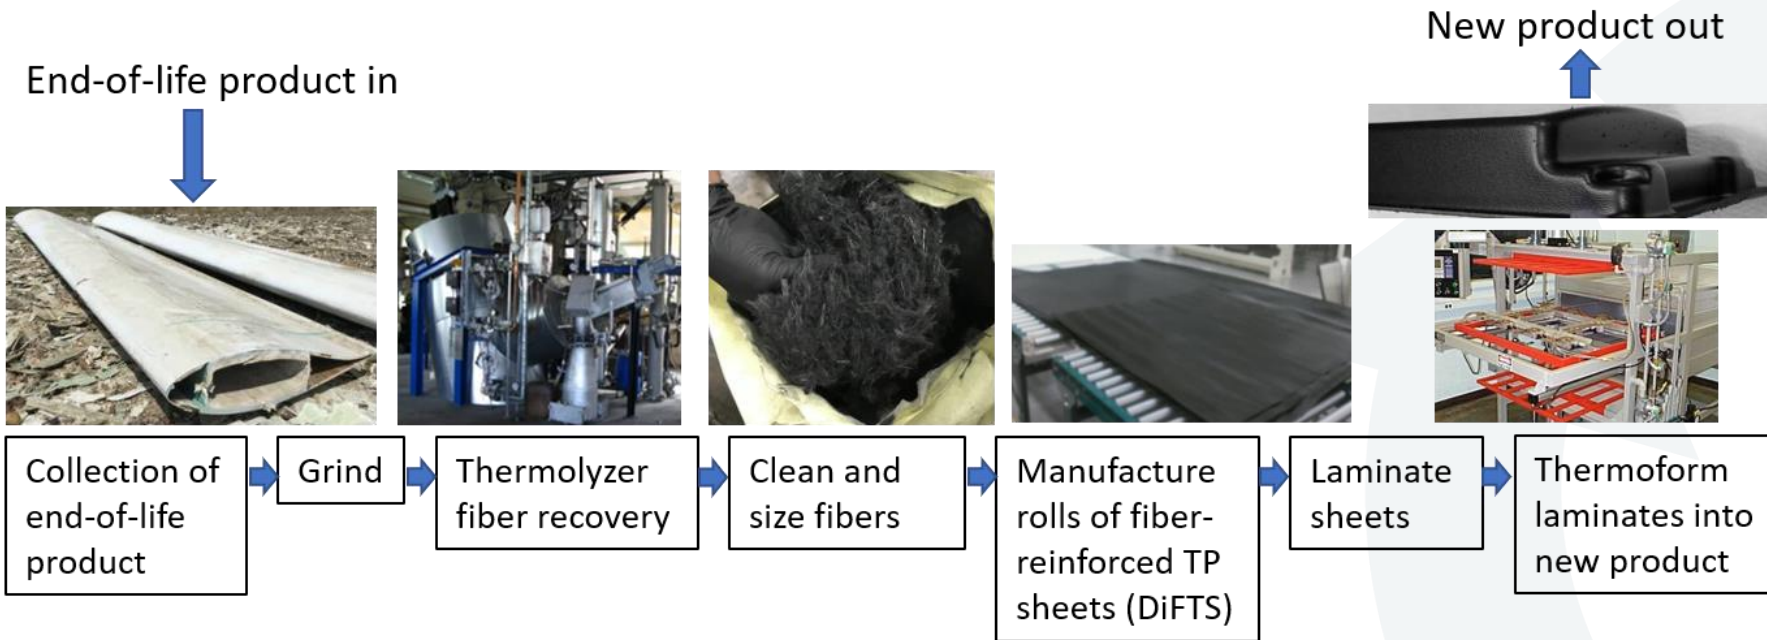 End-of-life product in
New product out
Collection of
end-of-life
product
Grind
Thermolyzer
fiber recovery
Clean and
size fibers
Manufacture
rolls of fiber-
reinforced TP
sheets (DiFTS)
Laminate
sheets
Thermoform
laminates into
new product